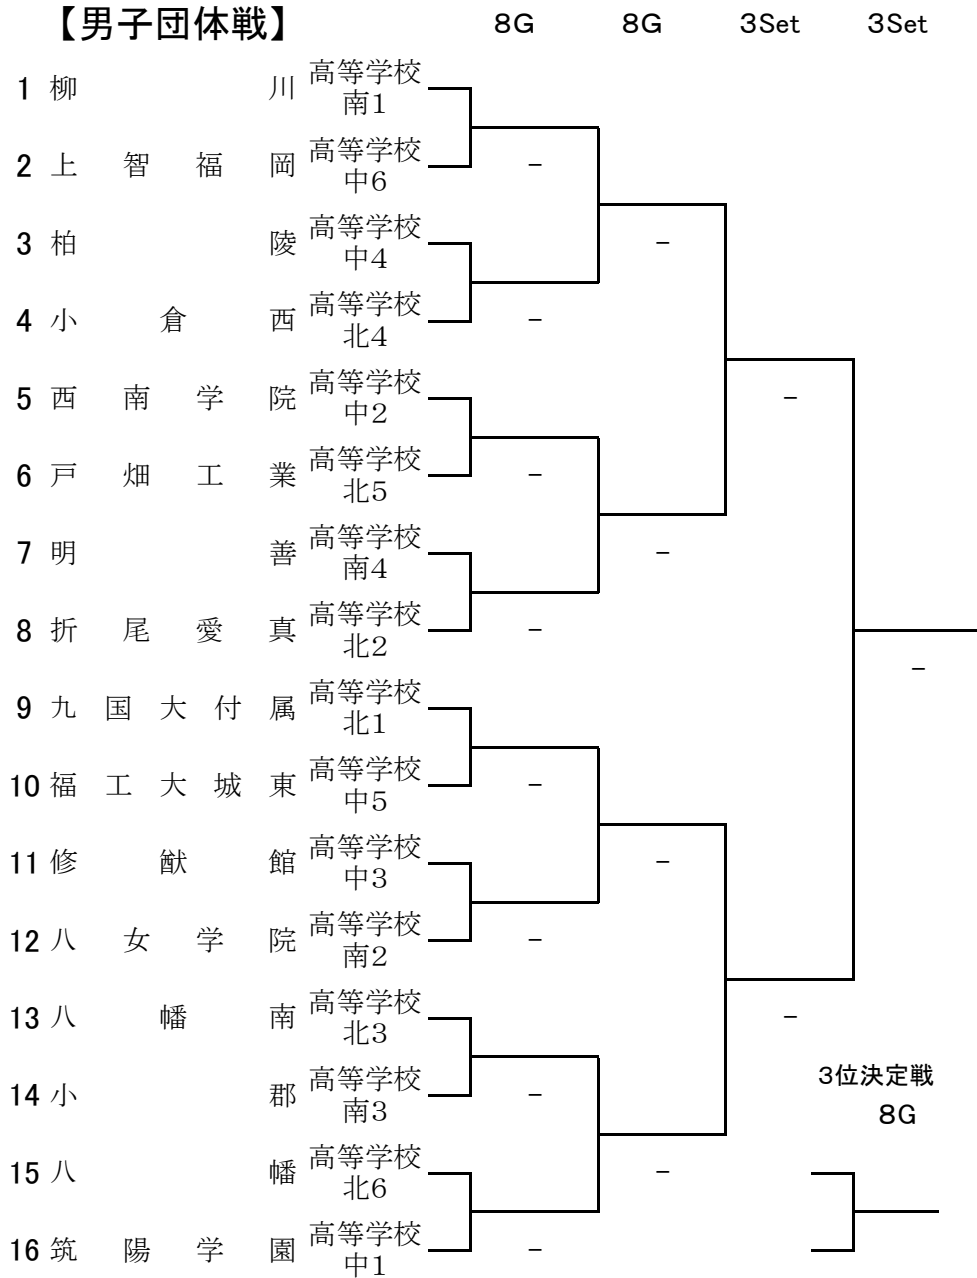 【男子団体戦】 8G 8G 3Set 3Set
1 柳川 高等学校
南1
2 上智福岡 高等学校
中6
–
3 柏陵 高等学校
中4
–
4 小倉西 高等学校
北4
–
5 西南学院 高等学校
中2
–
6 戸畑工業 高等学校
北5
–
7 明善 高等学校
南4
–
8 折尾愛真 高等学校
北2
–
–
9 九国大付属 高等学校
北1
10 福工大城東 高等学校
中5
–
11 修猷館 高等学校
中3
–
12 八女学院 高等学校
南2
–
13 八幡南 高等学校
北3
–
14 小郡 高等学校
南3
–
3位決定戦
8G
15 八幡 高等学校
北6
–
16 筑陽学園 高等学校
中1
–